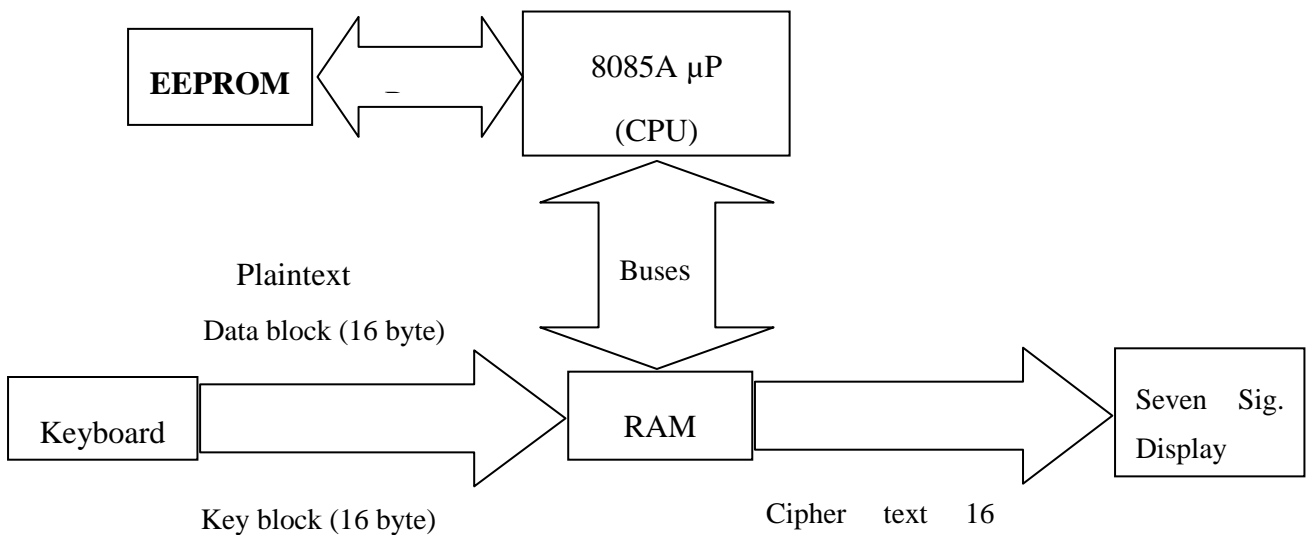 EEPROM
8085A µP
(CPU)
Buses
Plaintext
Data block (16 byte)
Keyboard
RAM
Seven Sig.
Display
Key block (16 byte)
Cipher text 16